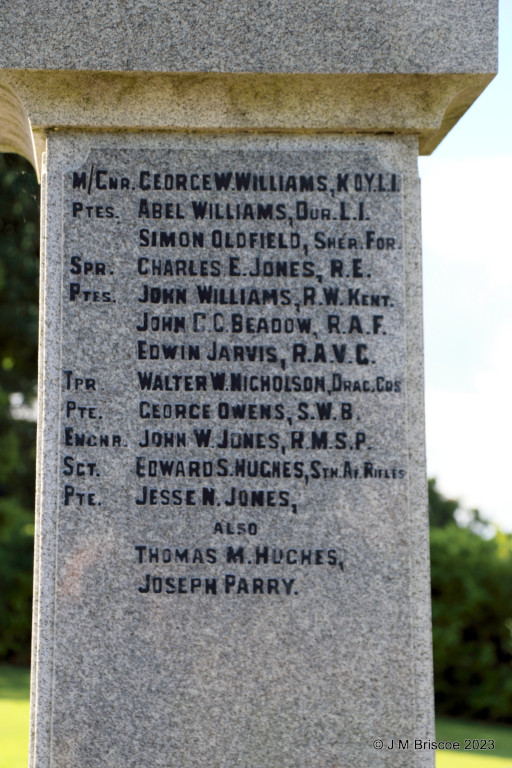 M/GNR. GEORGE W. WILLIAMS, K.O.Y.L.I.
PTES. ABEL WILLIAMS, DUR. L.I.
SIMON OLDFIELD, SHER. FOR.
SPR. CHARLES E. JONES, R.E.
PTES. JOHN WILLIAMS, R.W. KENT.
JOHN C.G. BEADOW, R.A.F.
EDWIN JARVIS, R.A.V.C.
TPR WALTER W. NICHOLSON, DRAG. GDS
PTE. GEORGE OWENS, S.W.B.
ENGNR. JOHN W. JONES, R.M.S.P.
SGT. EDWARD S. HUGHES, STH. AF. RIFLES
PTE. JESSE N. JONES,
ALSO
THOMAS M. HUGHES,
JOSEPH PARRY.
© J M Briscoe 2023